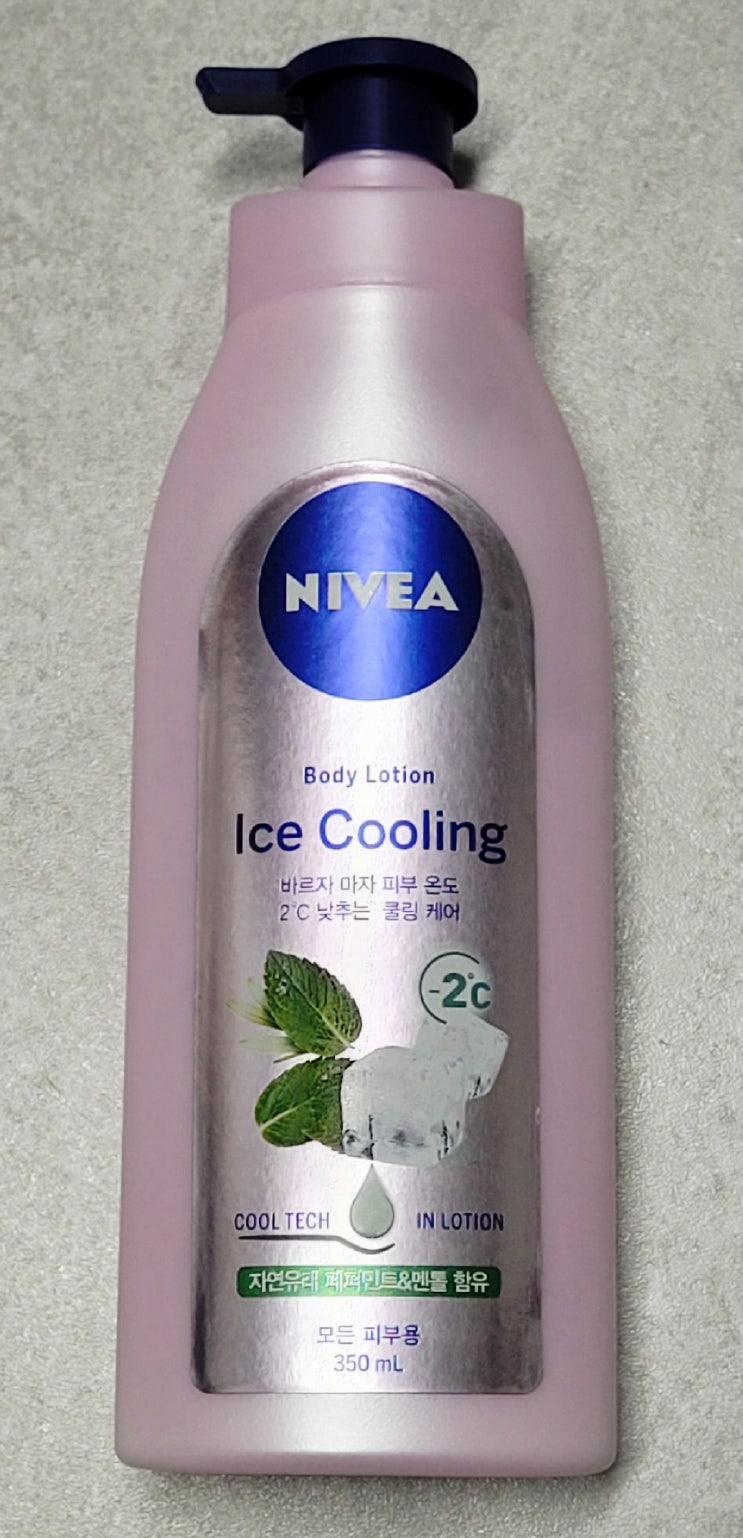 NIVEA
Body Lotion
Ice Cooling
바르자 마자 피부 온도
2°C 낮추는 쿨링 케어
-2°C
COOL TECH IN LOTION
자연유래 페퍼민트&멘톨 함유
모든 피부용
350 mL